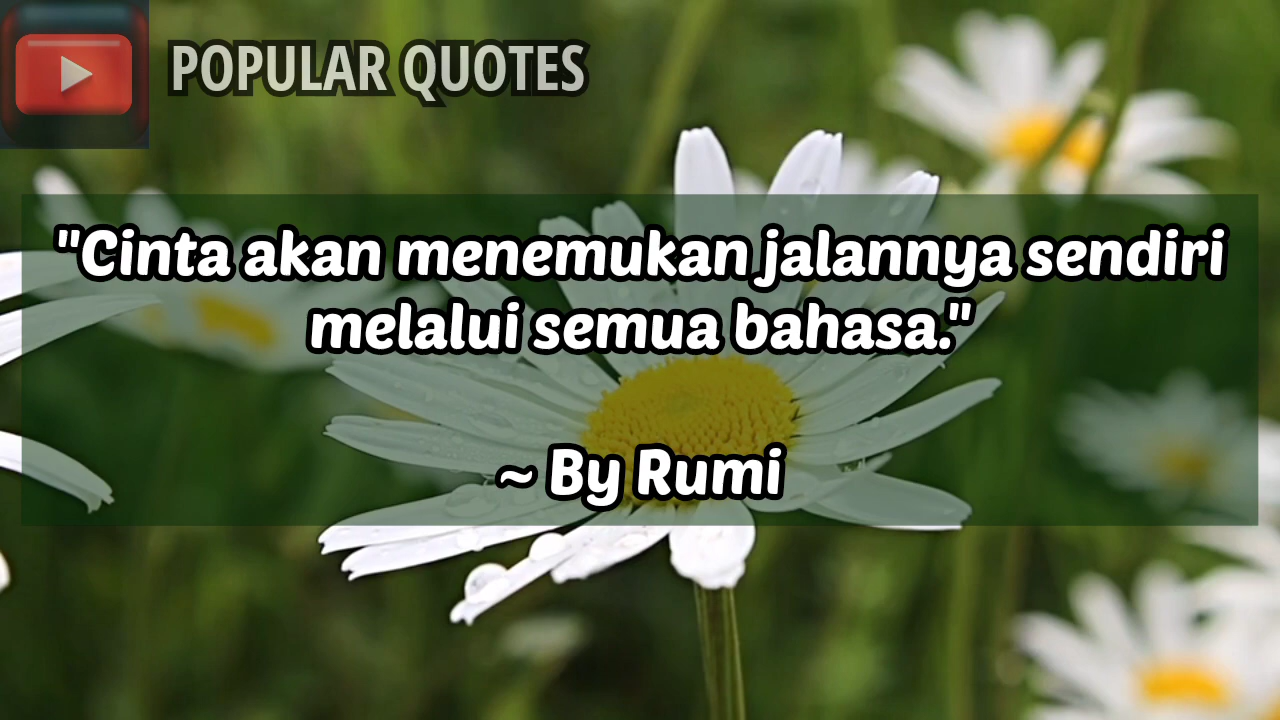 POPULAR QUOTES
"Cinta akan menemukan jalannya sendiri
melalui semua bahasa."
~ By Rumi